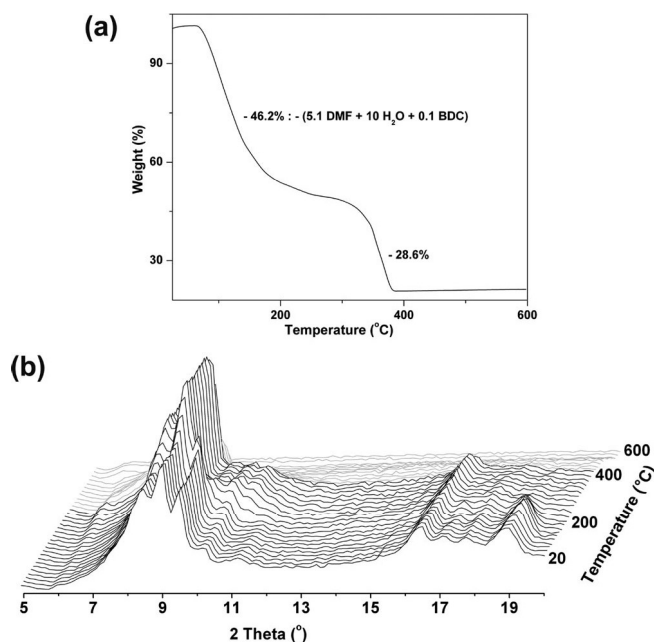 (a)
90
60
30
Weight (%)
- 46.2% : - (5.1 DMF + 10 H₂O + 0.1 BDC)
- 28.6%
200
400
600
Temperature (°C)
(b)
600
400
200
20
Temperature (°C)
5
7
9
11
13
15
17
19
2 Theta (°)